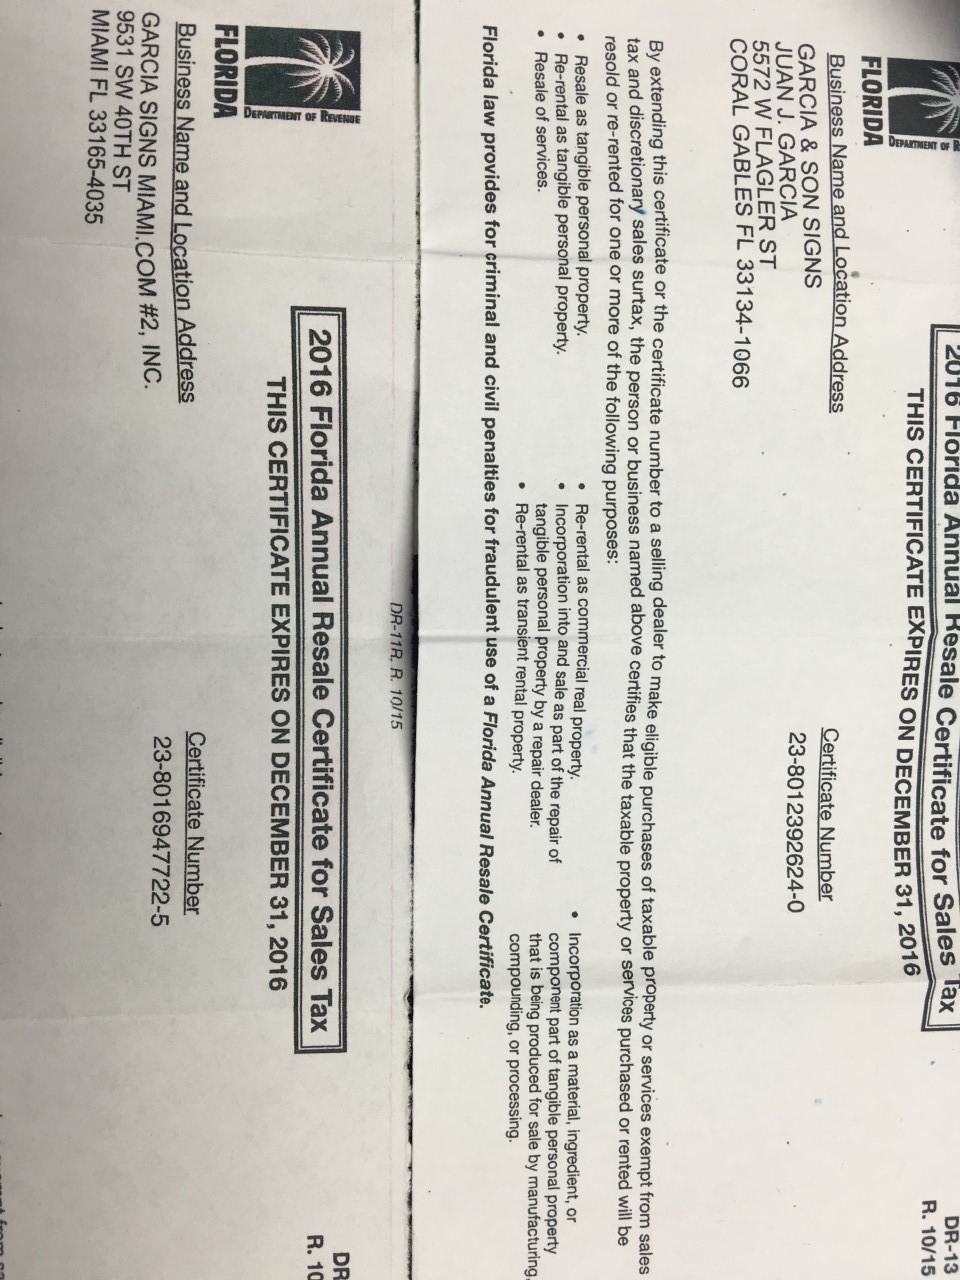 DEPARTMENT OF
FLORIDA
2016 Florida Annual Resale Certificate for Sales Tax
THIS CERTIFICATE EXPIRES ON DECEMBER 31, 2016
DR-13
R. 10/15
Business Name and Location Address
Certificate Number
GARCIA & SON SIGNS
JUAN J. GARCIA
5572 W FLAGLER ST
CORAL GABLES FL 33134-1066
23-8012392624-0
By extending this certificate or the certificate number to a selling dealer to make eligible purchases of taxable property or services exempt from sales
tax and discretionary sales surtax, the person or business named above certifies that the taxable property or services purchased or rented will be
resold or re-rented for one or more of the following purposes:
• Resale as tangible personal property.
• Re-rental as tangible personal property.
• Resale of services.
• Re-rental as commercial real property.
• Incorporation into and sale as part of the repair of
tangible personal property by a repair dealer.
• Re-rental as transient rental property.
• Incorporation as a material, ingredient, or
component part of tangible personal property
that is being produced for sale by manufacturing,
compounding, or processing.
Florida law provides for criminal and civil penalties for fraudulent use of a Florida Annual Resale Certificate.
DR-11R, R. 10/15
DEPARTMENT OF REVENUE
FLORIDA
2016 Florida Annual Resale Certificate for Sales Tax
THIS CERTIFICATE EXPIRES ON DECEMBER 31, 2016
DR
R. 10
Business Name and Location Address
Certificate Number
GARCIA SIGNS MIAMI.COM #2, INC.
9531 SW 40TH ST
MIAMI FL 33165-4035
23-8016947722-5